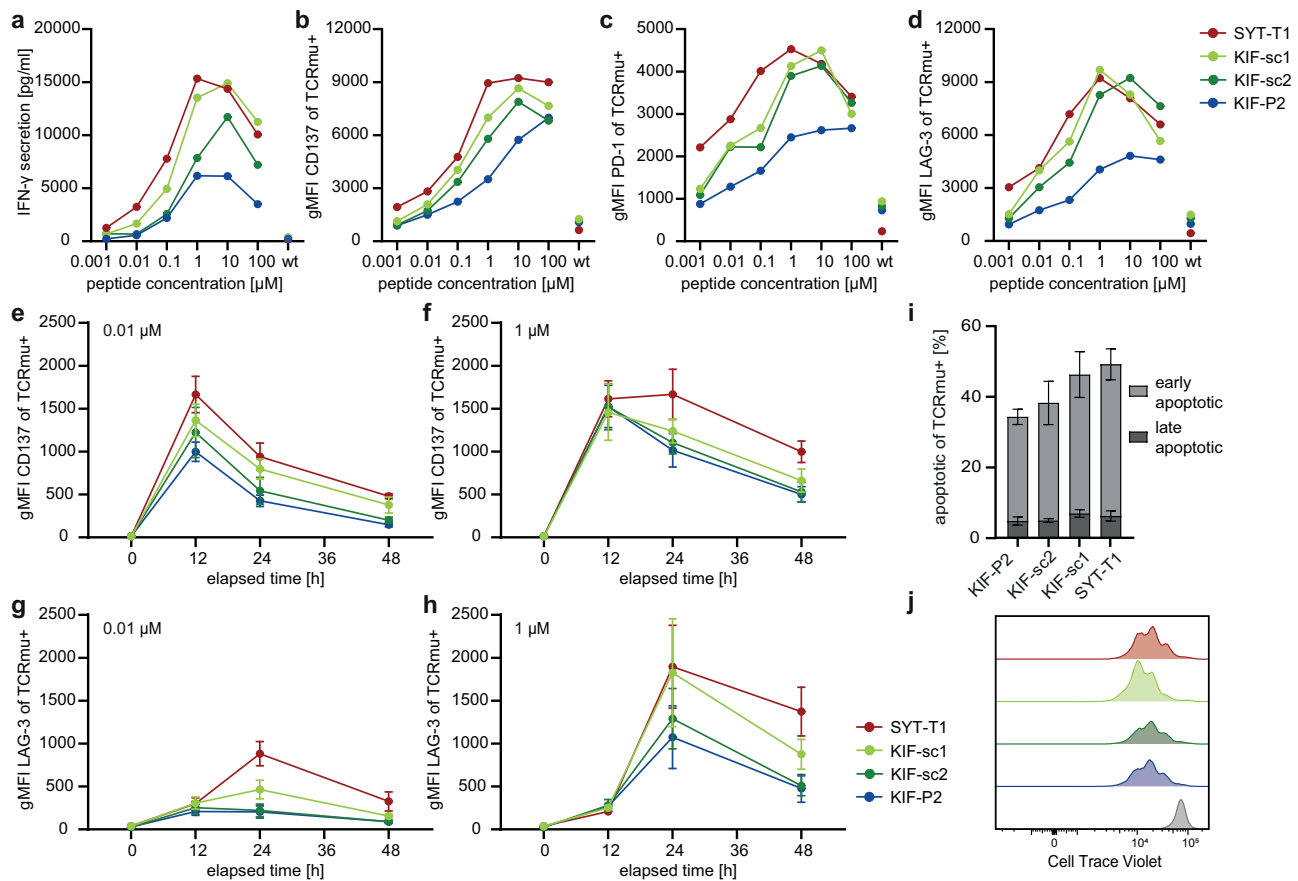 a
IFN-γ secretion [pg/ml]
20000
15000
10000
5000
0
0.001 0.01 0.1 1 10 100 wt
peptide concentration [µM]
b
gMFI CD137 of TCRmu+
12000
9000
6000
3000
0
0.001 0.01 0.1 1 10 100 wt
peptide concentration [µM]
c
gMFI PD-1 of TCRmu+
5000
4000
3000
2000
1000
0
0.001 0.01 0.1 1 10 100 wt
peptide concentration [µM]
d
gMFI LAG-3 of TCRmu+
12000
9000
6000
3000
0
0.001 0.01 0.1 1 10 100 wt
peptide concentration [µM]
SYT-T1
KIF-sc1
KIF-sc2
KIF-P2
e
0.01 µM
gMFI CD137 of TCRmu+
2500
2000
1500
1000
500
0
0 12 24 36 48
elapsed time [h]
f
1 µM
gMFI CD137 of TCRmu+
2500
2000
1500
1000
500
0
0 12 24 36 48
elapsed time [h]
i
apoptotic of TCRmu+ [%]
60
40
20
0
KIF-P2
KIF-sc2
KIF-sc1
SYT-T1
early
apoptotic
late
apoptotic
g
0.01 µM
gMFI LAG-3 of TCRmu+
2500
2000
1500
1000
500
0
0 12 24 36 48
elapsed time [h]
h
1 µM
gMFI LAG-3 of TCRmu+
2500
2000
1500
1000
500
0
0 12 24 36 48
elapsed time [h]
SYT-T1
KIF-sc1
KIF-sc2
KIF-P2
j
0 10⁴ 10⁵
Cell Trace Violet